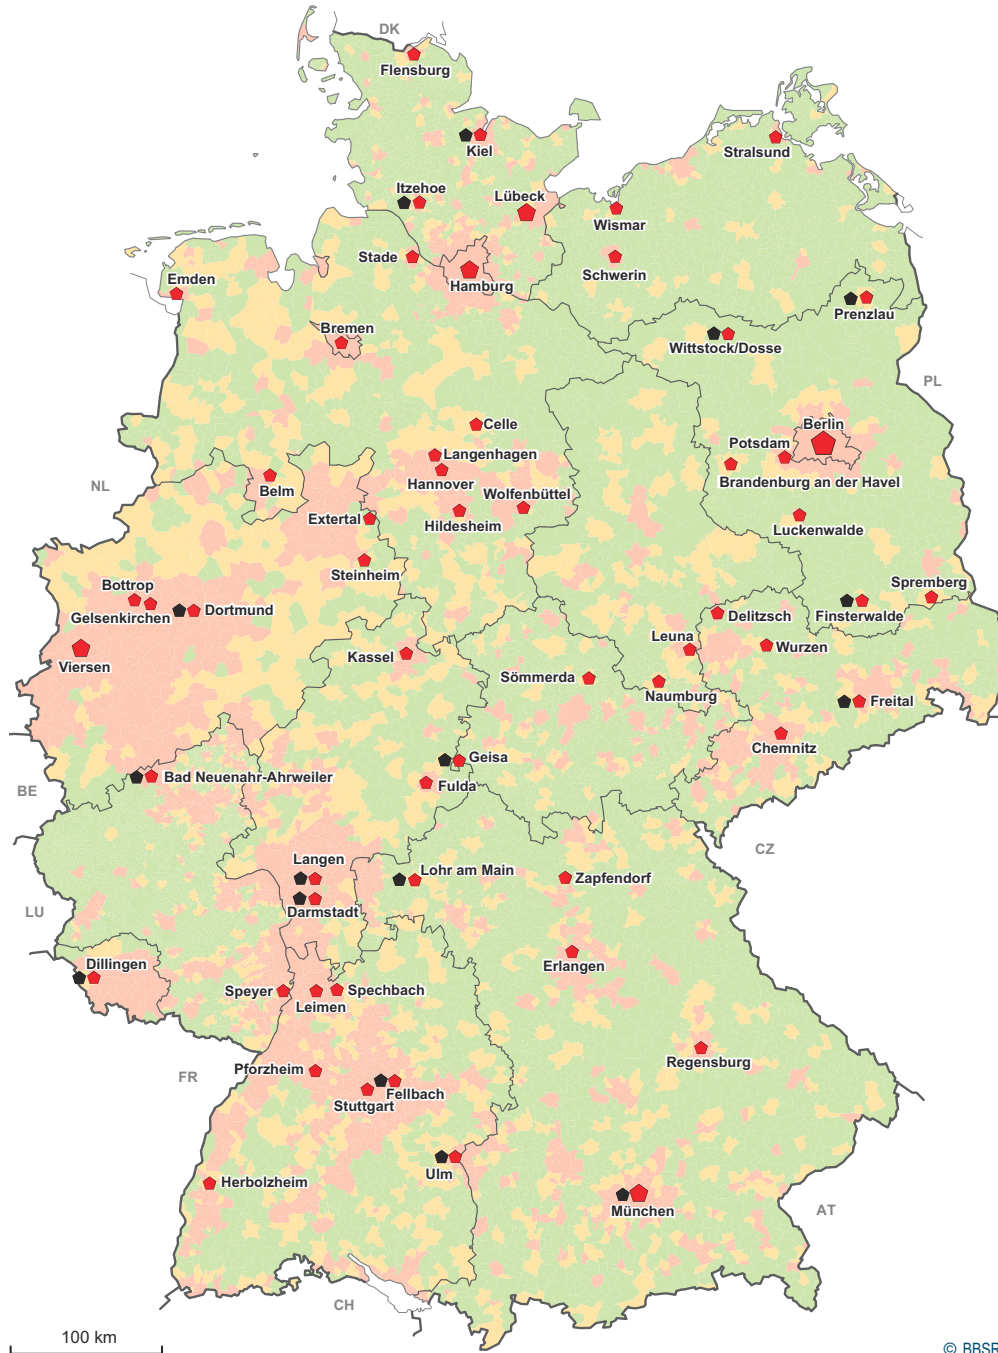 DK
Flensburg
Kiel
Stralsund
Itzehoe
Lübeck
Wismar
Stade
Schwerin
Emden
Hamburg
Prenzlau
Bremen
Wittstock/Dosse
PL
Celle
Berlin
Langenhagen
Potsdam
Hannover
Brandenburg an der Havel
NL
Belm
Wolfenbüttel
Extertal
Hildesheim
Luckenwalde
Steinheim
Spremberg
Bottrop
Gelsenkirchen
Dortmund
Finsterwalde
Delitzsch
Leuna
Wurzen
Viersen
Kassel
Sömmerda
Naumburg
Freital
Chemnitz
Geisa
Bad Neuenahr-Ahrweiler
Fulda
BE
CZ
Langen
Lohr am Main
Zapfendorf
Darmstadt
LU
Dillingen
Erlangen
Speyer
Spechbach
Leimen
Regensburg
Pforzheim
FR
Fellbach
Stuttgart
Ulm
Herbolzheim
München
AT
CH
100 km
© BBSR